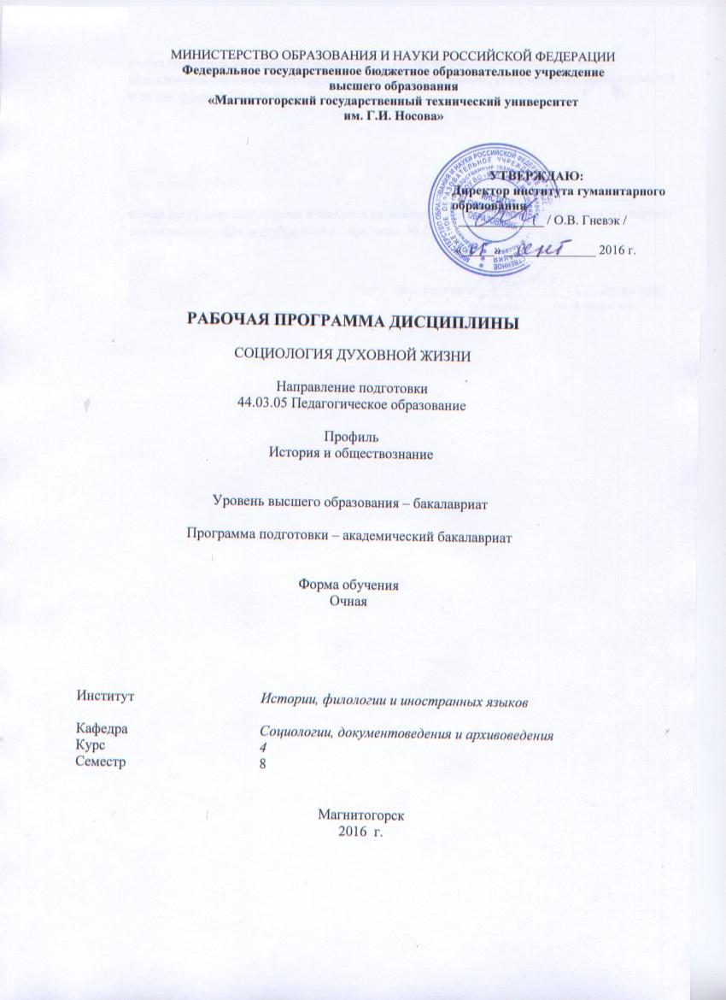 МИНИСТЕРСТВО ОБРАЗОВАНИЯ И НАУКИ РОССИЙСКОЙ ФЕДЕРАЦИИ
Федеральное государственное бюджетное образовательное учреждение
высшего образования
«Магнитогорский государственный технический университет
им. Г.И. Носова»
УТВЕРЖДАЮ:
Директор института гуманитарного
образования
/ О.В. Гневэк /
« » сент 2016 г.
РАБОЧАЯ ПРОГРАММА ДИСЦИПЛИНЫ
СОЦИОЛОГИЯ ДУХОВНОЙ ЖИЗНИ
Направление подготовки
44.03.05 Педагогическое образование
Профиль
История и обществознание
Уровень высшего образования – бакалавриат
Программа подготовки – академический бакалавриат
Форма обучения
Очная
Институт Истории, филологии и иностранных языков
Кафедра Социологии, документоведения и архивоведения
Курс 4
Семестр 8
Магнитогорск
2016 г.